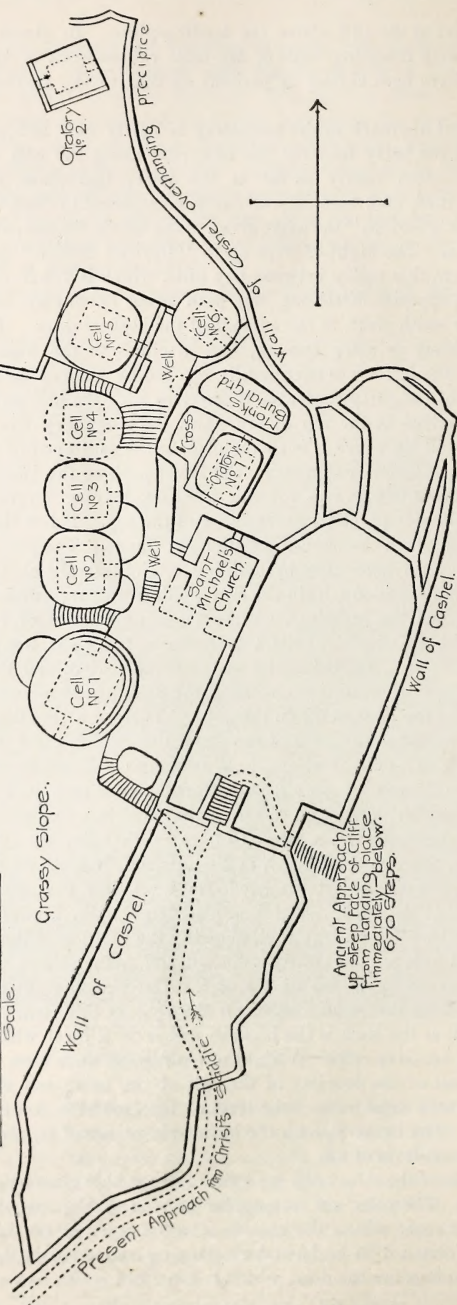 Scale.
Grassy Slope.
Wall of Cashel.
Present Approach from Christ's Saddle
Ancient Approach
up steep face of Cliff
from Landing place
immediately below.
670 Steps.
Wall of Cashel.
Cell
Nº 1
Cell
Nº 2
Cell
Nº 3
Cell
Nº 4
Cell
Nº 5
Cell
Nº 6
Well
Well
Saint
Michael's
Church
Oratory
Nº 1
Cross
Monks
Burial grd
Wall of Cashel overhanging precipice
Oratory
Nº 2.